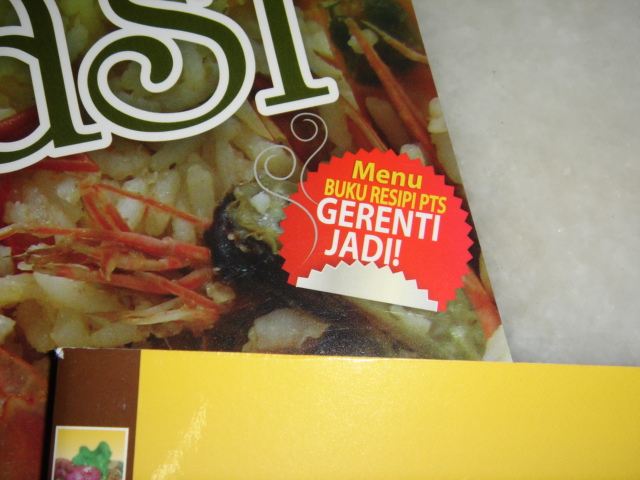 asi
Menu
BUKU RESIPI PTS
GERENTI
JADI!